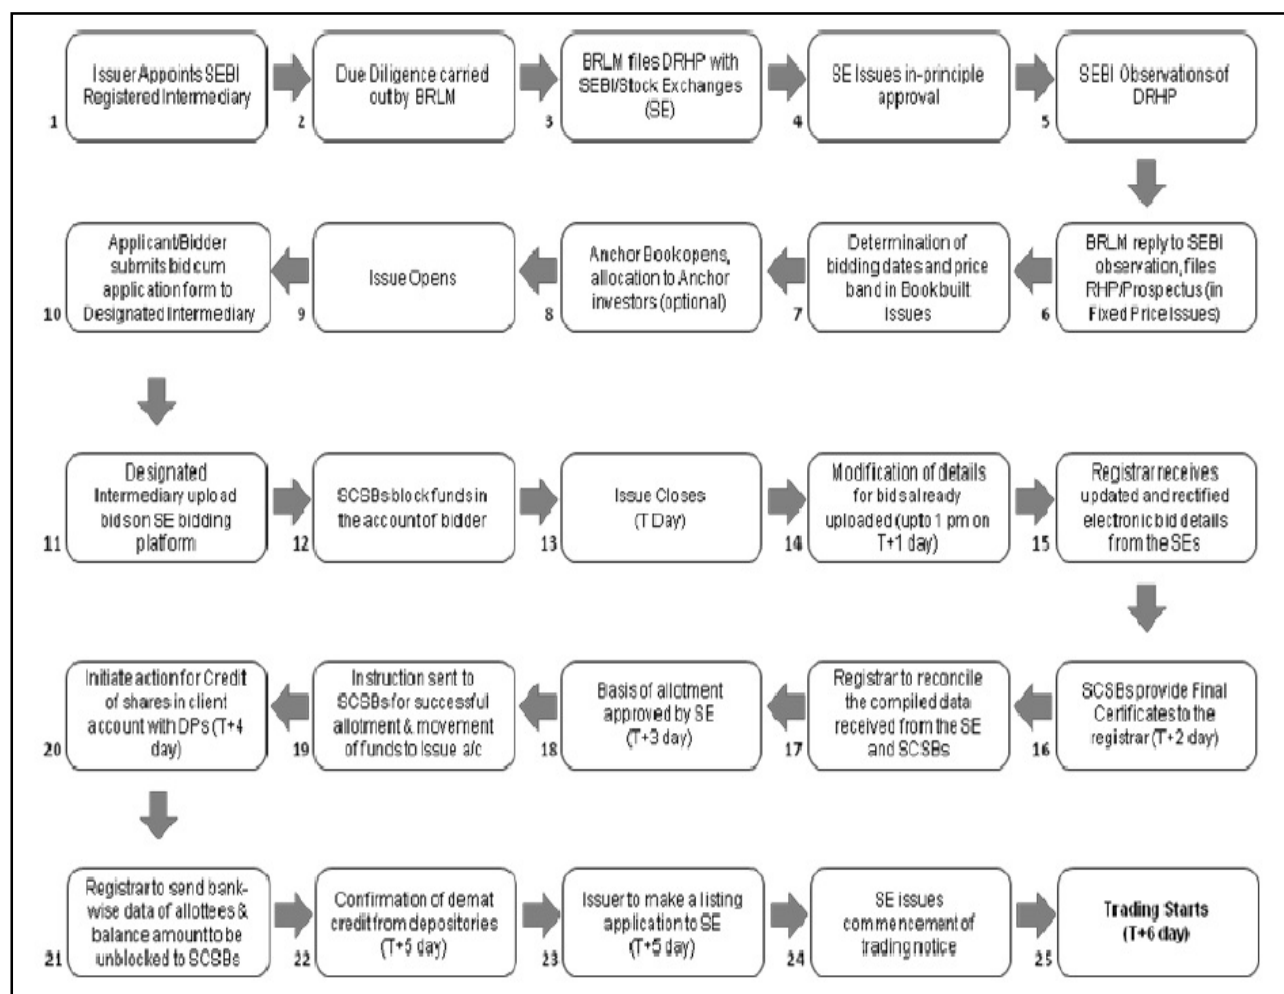 Issuer Appoints SEBI
Registered Intermediary
1
Due Diligence carried
out by BRLM
2
BRLM files DRHP with
SEBI/Stock Exchanges
(SE)
3
SE Issues in-principle
approval
4
SEBI Observations of
DRHP
5
BRLM reply to SEBI
observation, files
RHP/Prospectus (in
Fixed Price Issues)
6
Determination of
bidding dates and price
band in Book built
Issues
7
Anchor Book opens,
allocation to Anchor
investors (optional)
8
Issue Opens
9
Applicant/Bidder
submits bid cum
application form to
Designated Intermediary
10
Designated
Intermediary upload
bids on SE bidding
platform
11
SCSBs block funds in
the account of bidder
12
Issue Closes
(T Day)
13
Modification of details
for bids already
uploaded (upto 1 pm on
T+1 day)
14
Registrar receives
updated and rectified
electronic bid details
from the SEs
15
SCSBs provide Final
Certificates to the
registrar (T+2 day)
16
Registrar to reconcile
the compiled data
received from the SE
and SCSBs
17
Basis of allotment
approved by SE
(T+3 day)
18
Instruction sent to
SCSBs for successful
allotment & movement
of funds to Issue a/c
19
Initiate action for Credit
of shares in client
account with DPs (T+4
day)
20
Registrar to send bank-
wise data of allottees &
balance amount to be
unblocked to SCSBs
21
Confirmation of demat
credit from depositories
(T+5 day)
22
Issuer to make a listing
application to SE
(T+5 day)
23
SE issues
commencement of
trading notice
24
Trading Starts
(T+6 day)
25